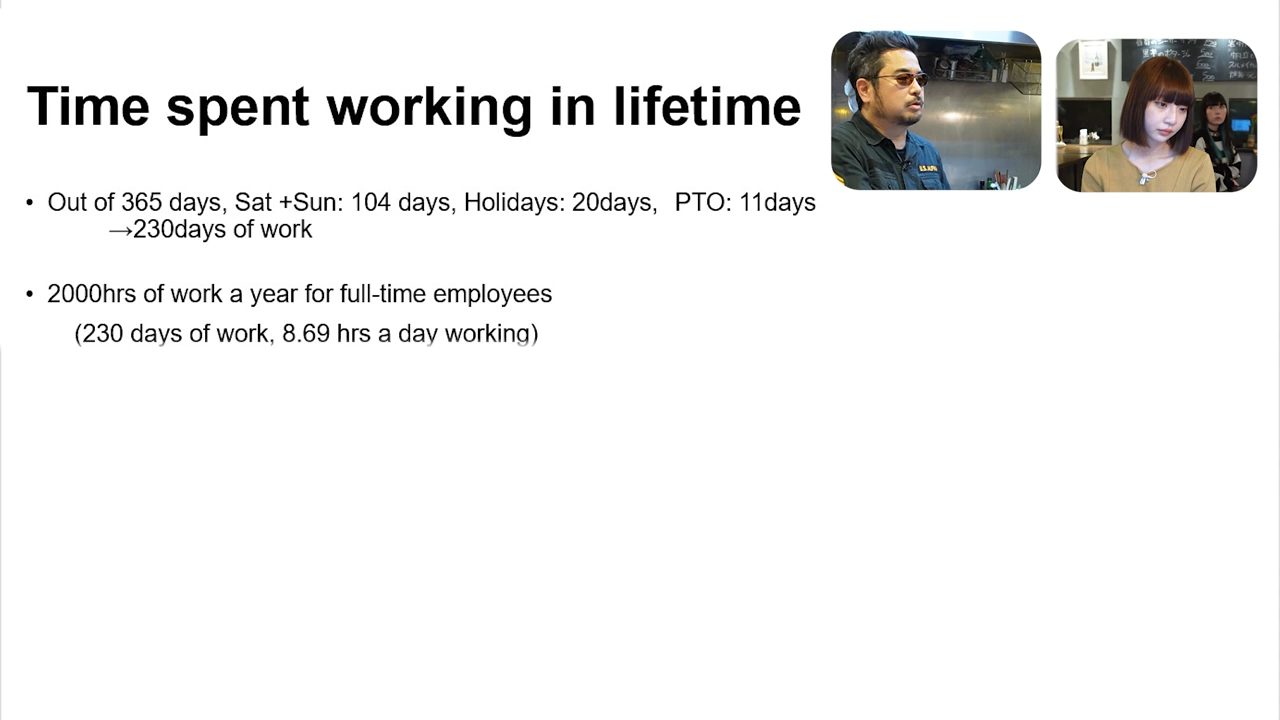 Time spent working in lifetime
• Out of 365 days, Sat +Sun: 104 days, Holidays: 20days, PTO: 11days
→230days of work
• 2000hrs of work a year for full-time employees
(230 days of work, 8.69 hrs a day working)